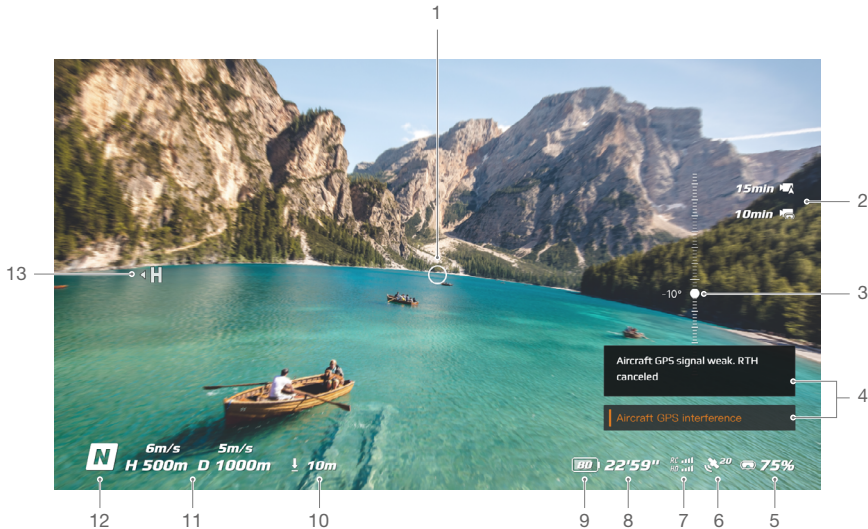 1
15min
2
10min
13
H
-10°
3
Aircraft GPS signal weak. RTH
canceled
4
Aircraft GPS interference
6m/s 5m/s
N H 500m D 1000m 10m
80 22'59" RC HD 20 75%
12 11 10 9 8 7 6 5